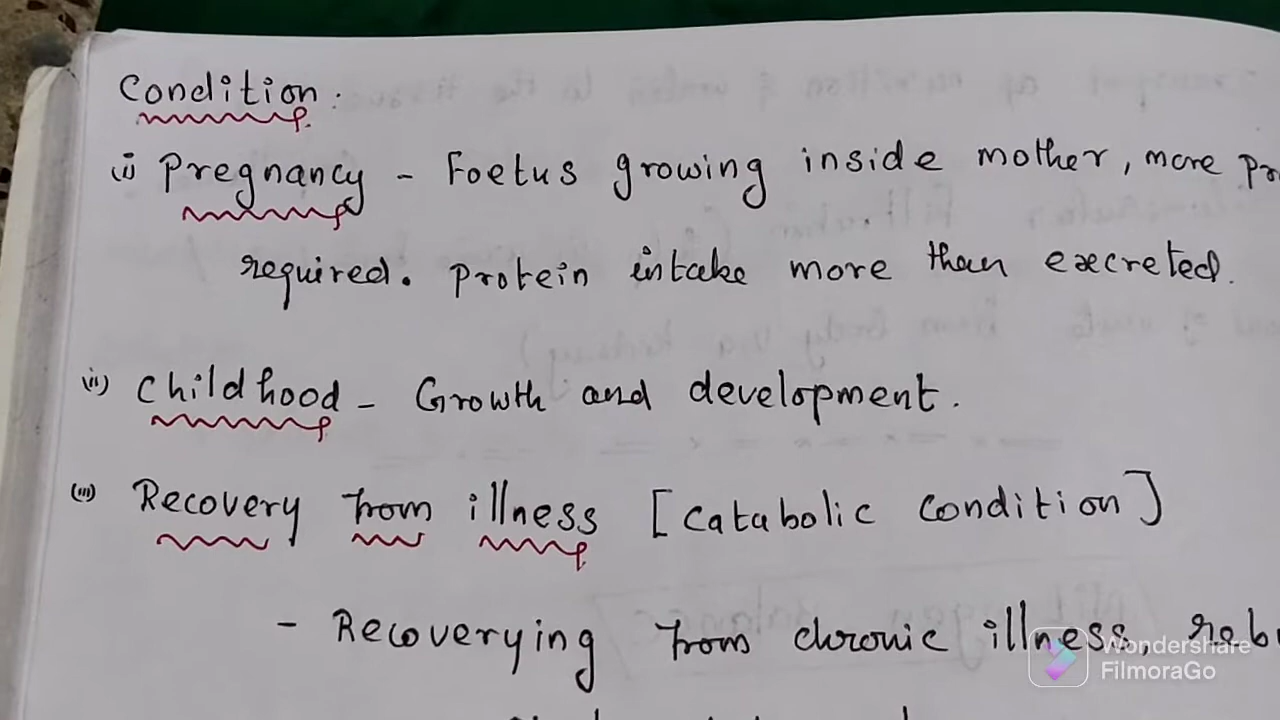 Condition:
(i) Pregnancy - Foetus growing inside mother, more
required. Protein intake more than excreted.
(ii) Childhood - Growth and development.
(iii) Recovery from illness [Catabolic condition]
- Recoverying from chronic illness,
Wondershare
FilmoraGo